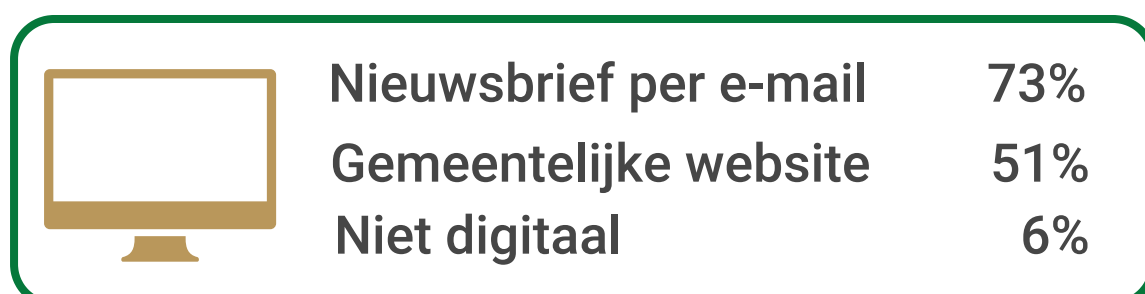 Nieuwsbrief per e-mail 73%
Gemeentelijke website 51%
Niet digitaal 6%